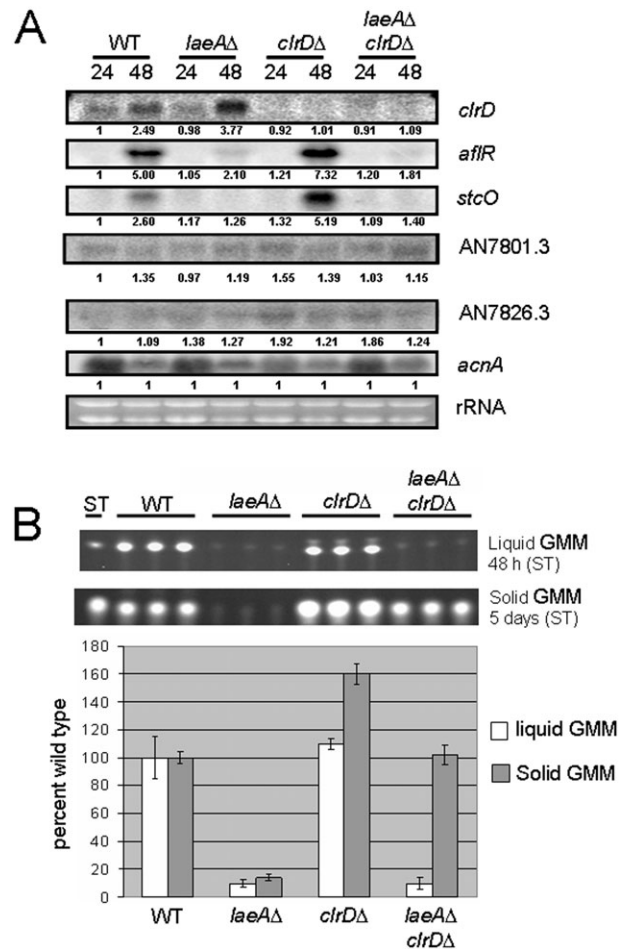 A
WT laeAΔ clrDΔ laeAΔ clrDΔ
24 48 24 48 24 48 24 48
clrD
1 2.49 0.98 3.77 0.92 1.01 0.91 1.09
aflR
1 5.00 1.05 2.10 1.21 7.32 1.20 1.81
stcO
1 2.60 1.17 1.26 1.32 5.19 1.09 1.40
AN7801.3
1 1.35 0.97 1.19 1.55 1.39 1.03 1.15
AN7826.3
1 1.09 1.38 1.27 1.92 1.21 1.86 1.24
acnA
1 1 1 1 1 1 1 1
rRNA
B
ST WT laeAΔ clrDΔ laeAΔ clrDΔ
Liquid GMM
48 h (ST)
Solid GMM
5 days (ST)
percent wild type
180
160
140
120
100
80
60
40
20
0
WT laeAΔ clrDΔ laeAΔ
clrDΔ
liquid GMM
Solid GMM